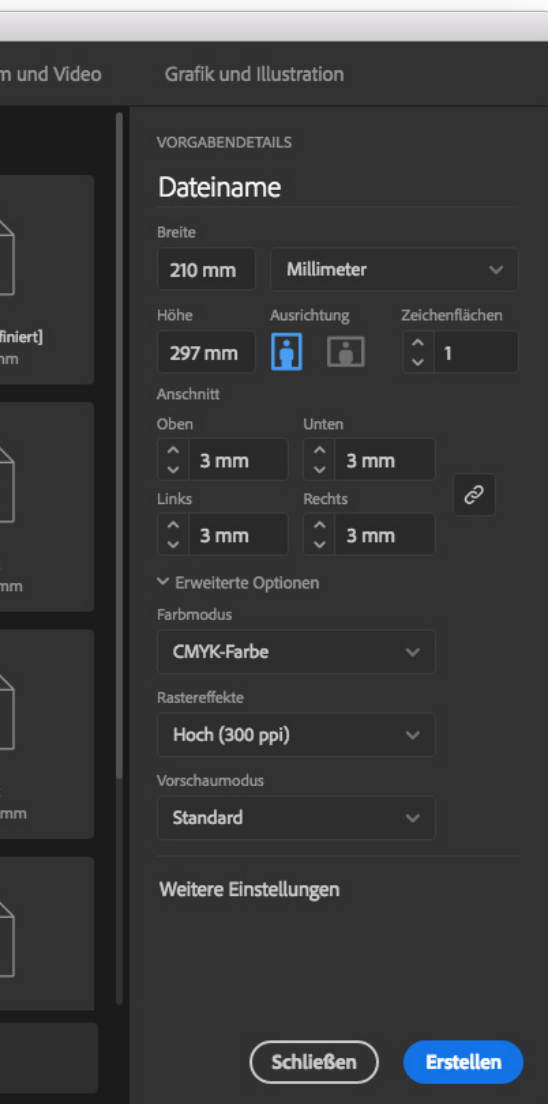 m und Video
Grafik und Illustration
VORGABENDETAILS
Dateiname
Breite
210 mm
Millimeter
finiert]
Höhe
Ausrichtung
Zeichenflächen
nm
297 mm
1
Anschnitt
Oben
Unten
3 mm
3 mm
Links
Rechts
3 mm
3 mm
mm
Erweiterte Optionen
Farbmodus
CMYK-Farbe
Rastereffekte
Hoch (300 ppi)
Vorschaumodus
mm
Standard
Weitere Einstellungen
Schließen
Erstellen